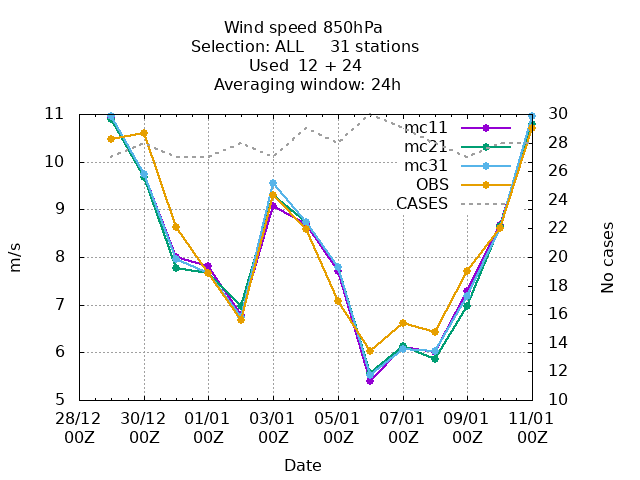 Wind speed 850hPa
Selection: ALL     31 stations
Used  12 + 24
Averaging window: 24h
11
10
9
8
7
6
5
m/s
30
28
26
24
22
20
18
16
14
12
10
No cases
mc11
mc21
mc31
OBS
CASES
28/12 30/12 01/01 03/01 05/01 07/01 09/01 11/01
00Z 00Z 00Z 00Z 00Z 00Z 00Z 00Z
Date